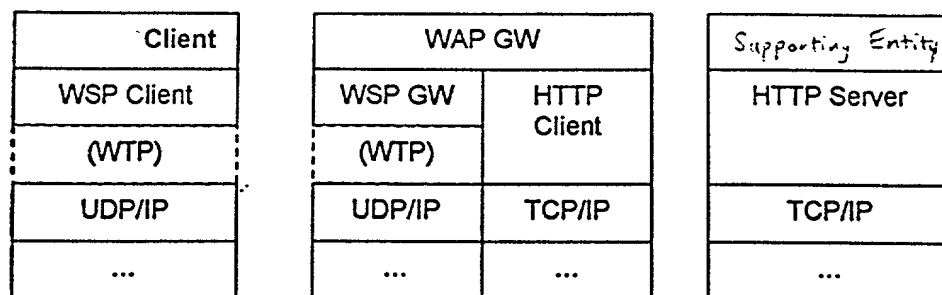 Client
WSP Client
(WTP)
UDP/IP
...
WAP GW
WSP GW
HTTP
Client
(WTP)
UDP/IP
TCP/IP
...
...
Supporting Entity
HTTP Server
TCP/IP
...